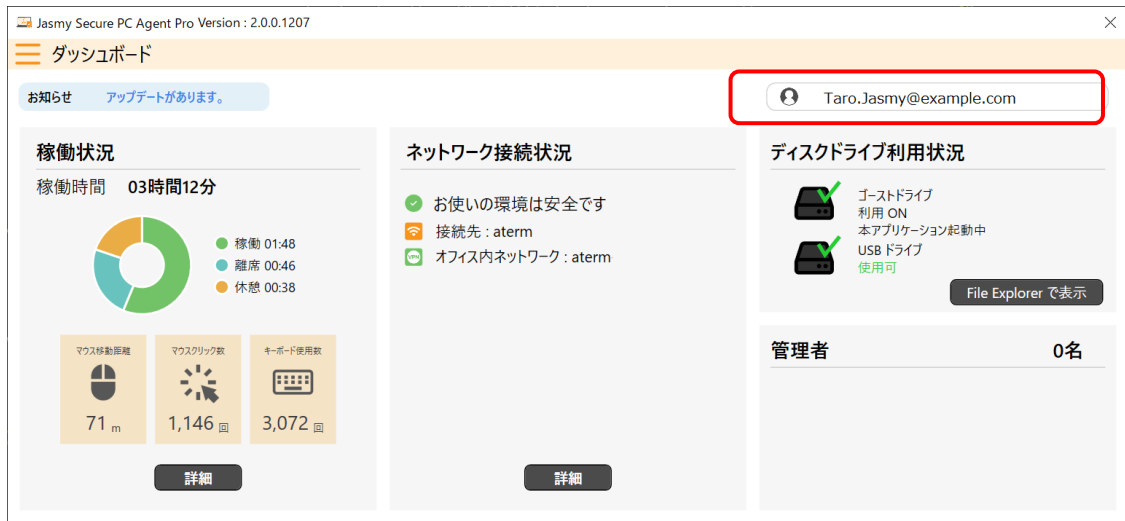 Jasmy Secure PC Agent Pro Version : 2.0.0.1207
ダッシュボード
お知らせ アップデートがあります。
Taro.Jasmy@example.com
稼働状況
稼働時間 03時間12分
稼働 01:48
離席 00:46
休憩 00:38
マウス移動距離
71 m
マウスクリック数
1,146 回
キーボード使用数
3,072 回
詳細
ネットワーク接続状況
お使いの環境は安全です
接続先 : aterm
VPN オフィス内ネットワーク : aterm
詳細
ディスクドライブ利用状況
ゴーストドライブ
利用 ON
本アプリケーション起動中
USB ドライブ
使用可
File Explorer で表示
管理者 0名